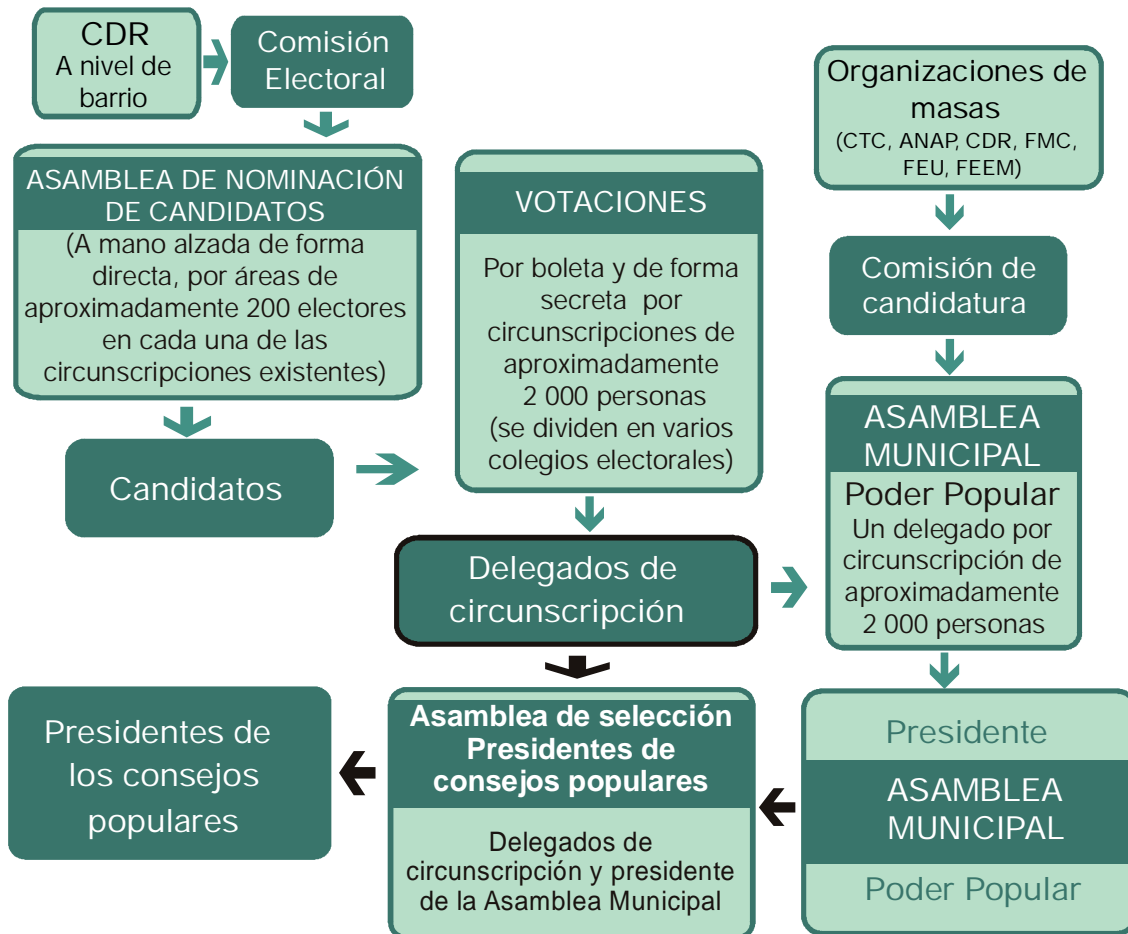 CDR
A nivel de
barrio
Comisión
Electoral
ASAMBLEA DE NOMINACIÓN
DE CANDIDATOS
(A mano alzada de forma
directa, por áreas de
aproximadamente 200 electores
en cada una de las
circunscripciones existentes)
Candidatos
VOTACIONES
Por boleta y de forma
secreta por
circunscripciones de
aproximadamente
2 000 personas
(se dividen en varios
colegios electorales)
Organizaciones de
masas
(CTC, ANAP, CDR, FMC,
FEU, FEEM)
Comisión de
candidatura
ASAMBLEA
MUNICIPAL
Poder Popular
Un delegado por
circunscripción de
aproximadamente
2 000 personas
Delegados de
circunscripción
Presidente
ASAMBLEA
MUNICIPAL
Poder Popular
Asamblea de selección
Presidentes de
consejos populares
Delegados de
circunscripción y presidente
de la Asamblea Municipal
Presidentes de
los consejos
populares